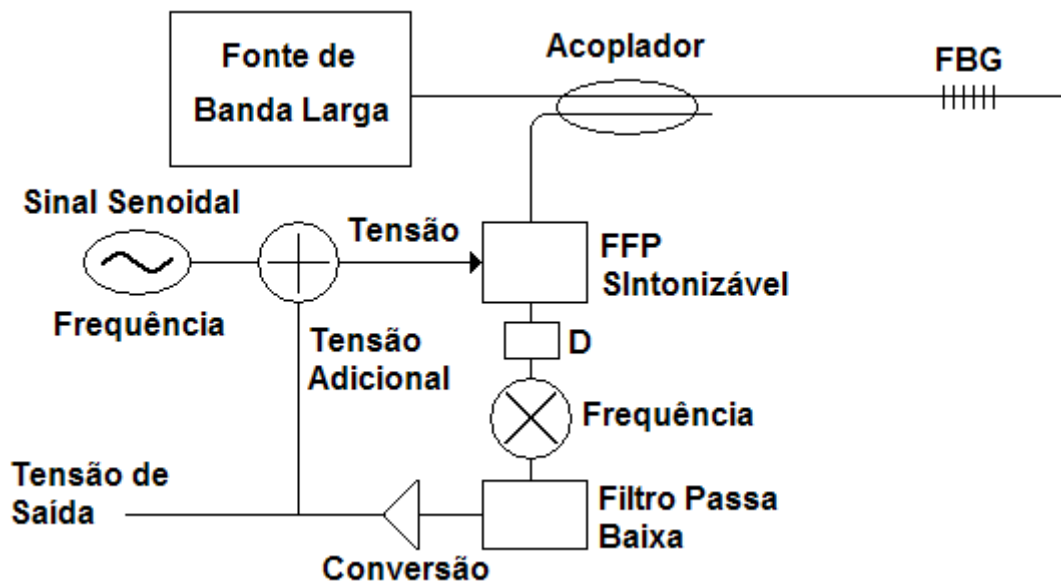 Fonte de
Banda Larga
Acoplador
FBG
Sinal Senoidal
Tensão
FFP
SIntonizável
Frequência
Tensão
Adicional
D
Frequência
Tensão de
Saída
Filtro Passa
Baixa
Conversão